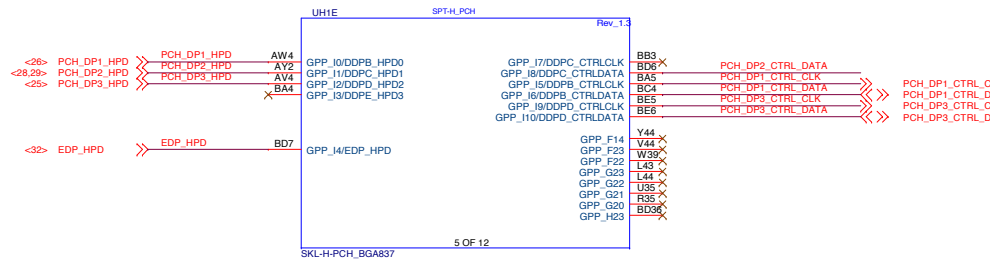 UH1E
SPT-H_PCH
Rev_1.3
<26> PCH_DP1_HPD PCH_DP1_HPD AW4 GPP_I0/DDPB_HPD0
<28,29> PCH_DP2_HPD PCH_DP2_HPD AY2 GPP_I1/DDPC_HPD1
<25> PCH_DP3_HPD PCH_DP3_HPD AV4 GPP_I2/DDPD_HPD2
BA4 GPP_I3/DDPE_HPD3
<32> EDP_HPD EDP_HPD BD7 GPP_I4/EDP_HPD
GPP_I7/DDPC_CTRLCLK BB3
GPP_I8/DDPC_CTRLDATA BD6 PCH_DP2_CTRL_DATA
GPP_I5/DDPB_CTRLCLK BA5 PCH_DP1_CTRL_CLK PCH_DP1_CTRL_C
GPP_I6/DDPB_CTRLDATA BC4 PCH_DP1_CTRL_DATA PCH_DP1_CTRL_D
GPP_I9/DDPD_CTRLCLK BE5 PCH_DP3_CTRL_CLK PCH_DP3_CTRL_C
GPP_I10/DDPD_CTRLDATA BE6 PCH_DP3_CTRL_DATA PCH_DP3_CTRL_D
GPP_F14 Y44
GPP_F23 V44
GPP_F22 W39
GPP_G23 L43
GPP_G22 L44
GPP_G21 U35
GPP_G20 R35
GPP_H23 BD36
5 OF 12
SKL-H-PCH_BGA837